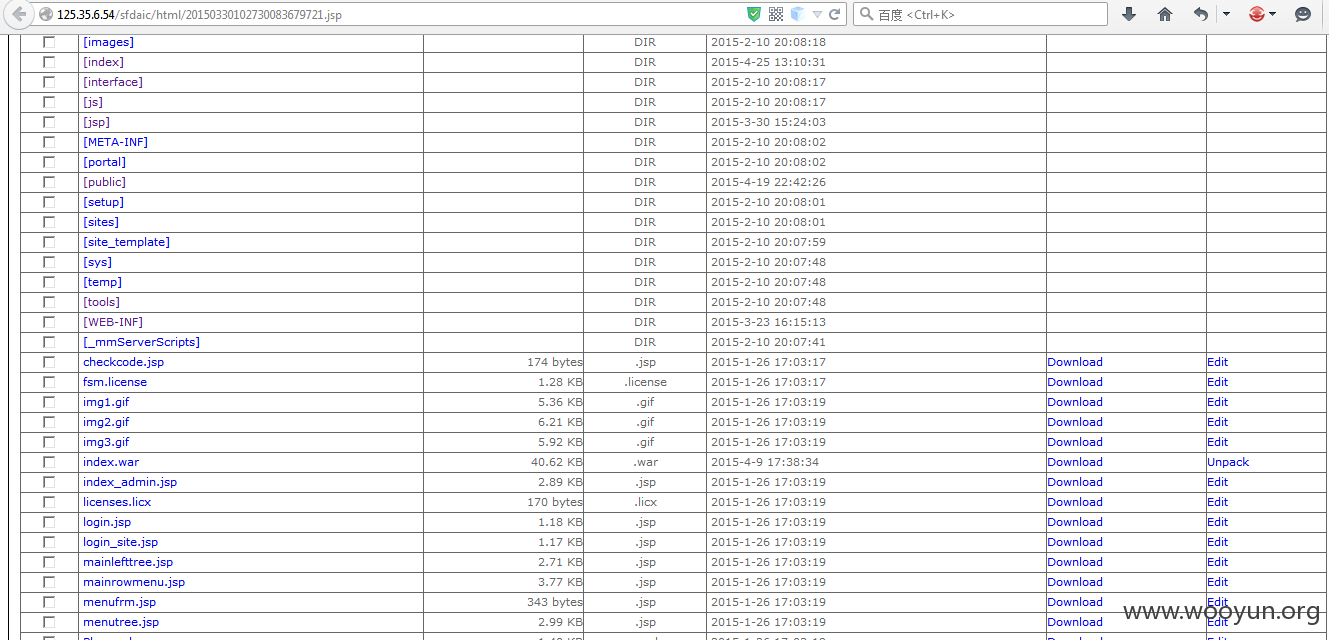 125.35.6.54/sfdaic/html/20150330102730083679721.jsp 百度 <Ctrl+K>
[images] DIR 2015-2-10 20:08:18
[index] DIR 2015-4-25 13:10:31
[interface] DIR 2015-2-10 20:08:17
[js] DIR 2015-2-10 20:08:17
[jsp] DIR 2015-3-30 15:24:03
[META-INF] DIR 2015-2-10 20:08:02
[portal] DIR 2015-2-10 20:08:02
[public] DIR 2015-4-19 22:42:26
[setup] DIR 2015-2-10 20:08:01
[sites] DIR 2015-2-10 20:08:01
[site_template] DIR 2015-2-10 20:07:59
[sys] DIR 2015-2-10 20:07:48
[temp] DIR 2015-2-10 20:07:48
[tools] DIR 2015-2-10 20:07:48
[WEB-INF] DIR 2015-3-23 16:15:13
[_mmServerScripts] DIR 2015-2-10 20:07:41
checkcode.jsp 174 bytes .jsp 2015-1-26 17:03:17 Download Edit
fsm.license 1.28 KB .license 2015-1-26 17:03:17 Download Edit
img1.gif 5.36 KB .gif 2015-1-26 17:03:19 Download Edit
img2.gif 6.21 KB .gif 2015-1-26 17:03:19 Download Edit
img3.gif 5.92 KB .gif 2015-1-26 17:03:19 Download Edit
index.war 40.62 KB .war 2015-4-9 17:38:34 Download Unpack
index_admin.jsp 2.89 KB .jsp 2015-1-26 17:03:19 Download Edit
licenses.licx 170 bytes .licx 2015-1-26 17:03:19 Download Edit
login.jsp 1.18 KB .jsp 2015-1-26 17:03:19 Download Edit
login_site.jsp 1.17 KB .jsp 2015-1-26 17:03:19 Download Edit
mainlefttree.jsp 2.71 KB .jsp 2015-1-26 17:03:19 Download Edit
mainrowmenu.jsp 3.77 KB .jsp 2015-1-26 17:03:19 Download Edit
menufrm.jsp 343 bytes .jsp 2015-1-26 17:03:19 Download Edit
menutree.jsp 2.99 KB .jsp 2015-1-26 17:03:19 Download Edit
www.wooyun.org